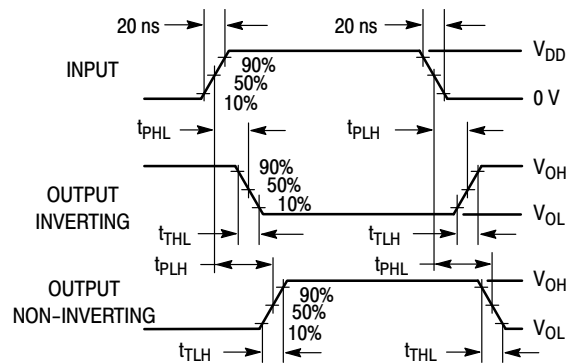 20 ns 20 ns
INPUT
90%
50%
10%
V_DD
0 V
t_PHL t_PLH
OUTPUT
INVERTING
90%
50%
10%
V_OH
V_OL
t_THL t_TLH
t_PLH t_PHL
OUTPUT
NON–INVERTING
90%
50%
10%
V_OH
V_OL
t_TLH t_THL